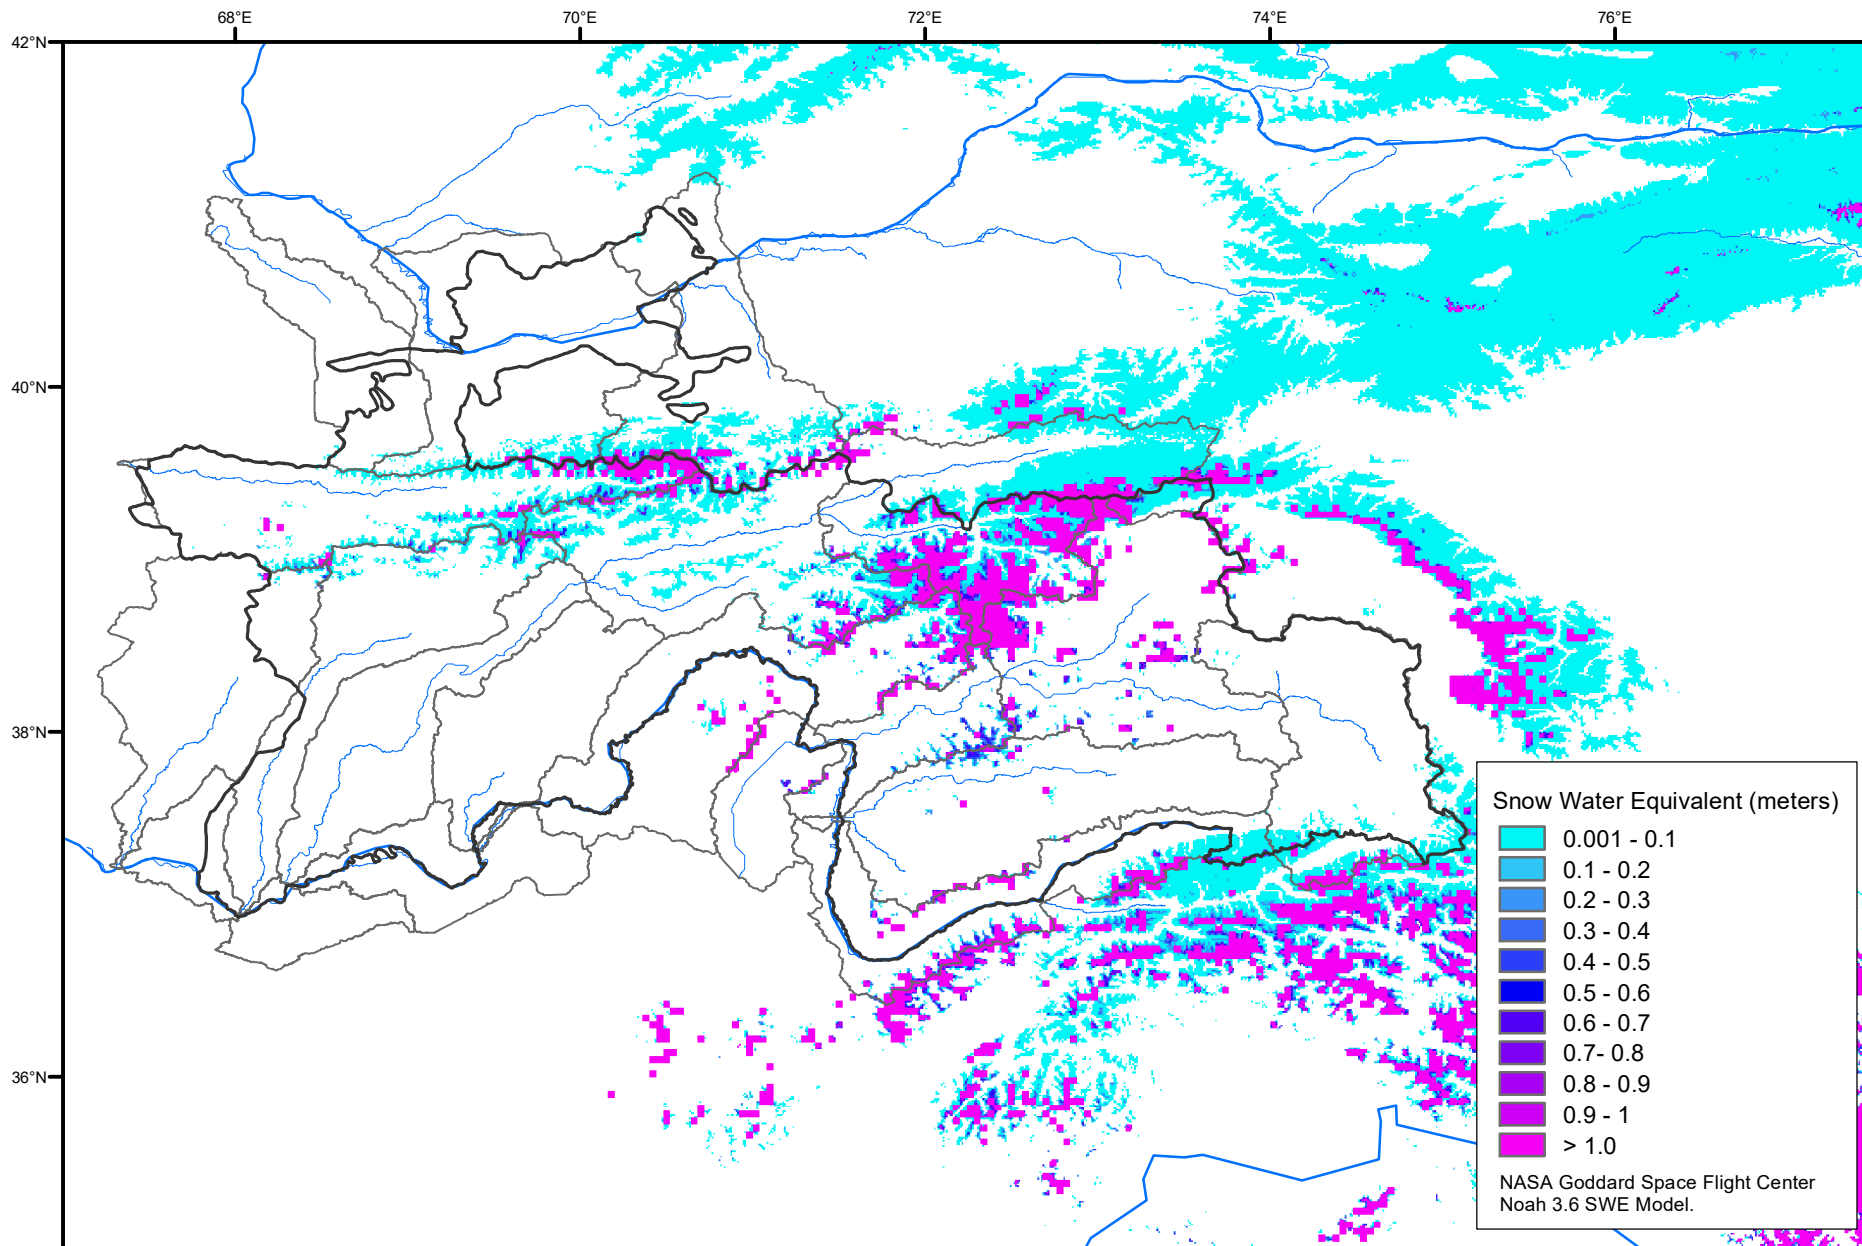 68°E
70°E
72°E
74°E
76°E
42°N
40°N
38°N
36°N
Snow Water Equivalent (meters)
0.001 - 0.1
0.1 - 0.2
0.2 - 0.3
0.3 - 0.4
0.4 - 0.5
0.5 - 0.6
0.6 - 0.7
0.7- 0.8
0.8 - 0.9
0.9 - 1
> 1.0
NASA Goddard Space Flight Center
Noah 3.6 SWE Model.